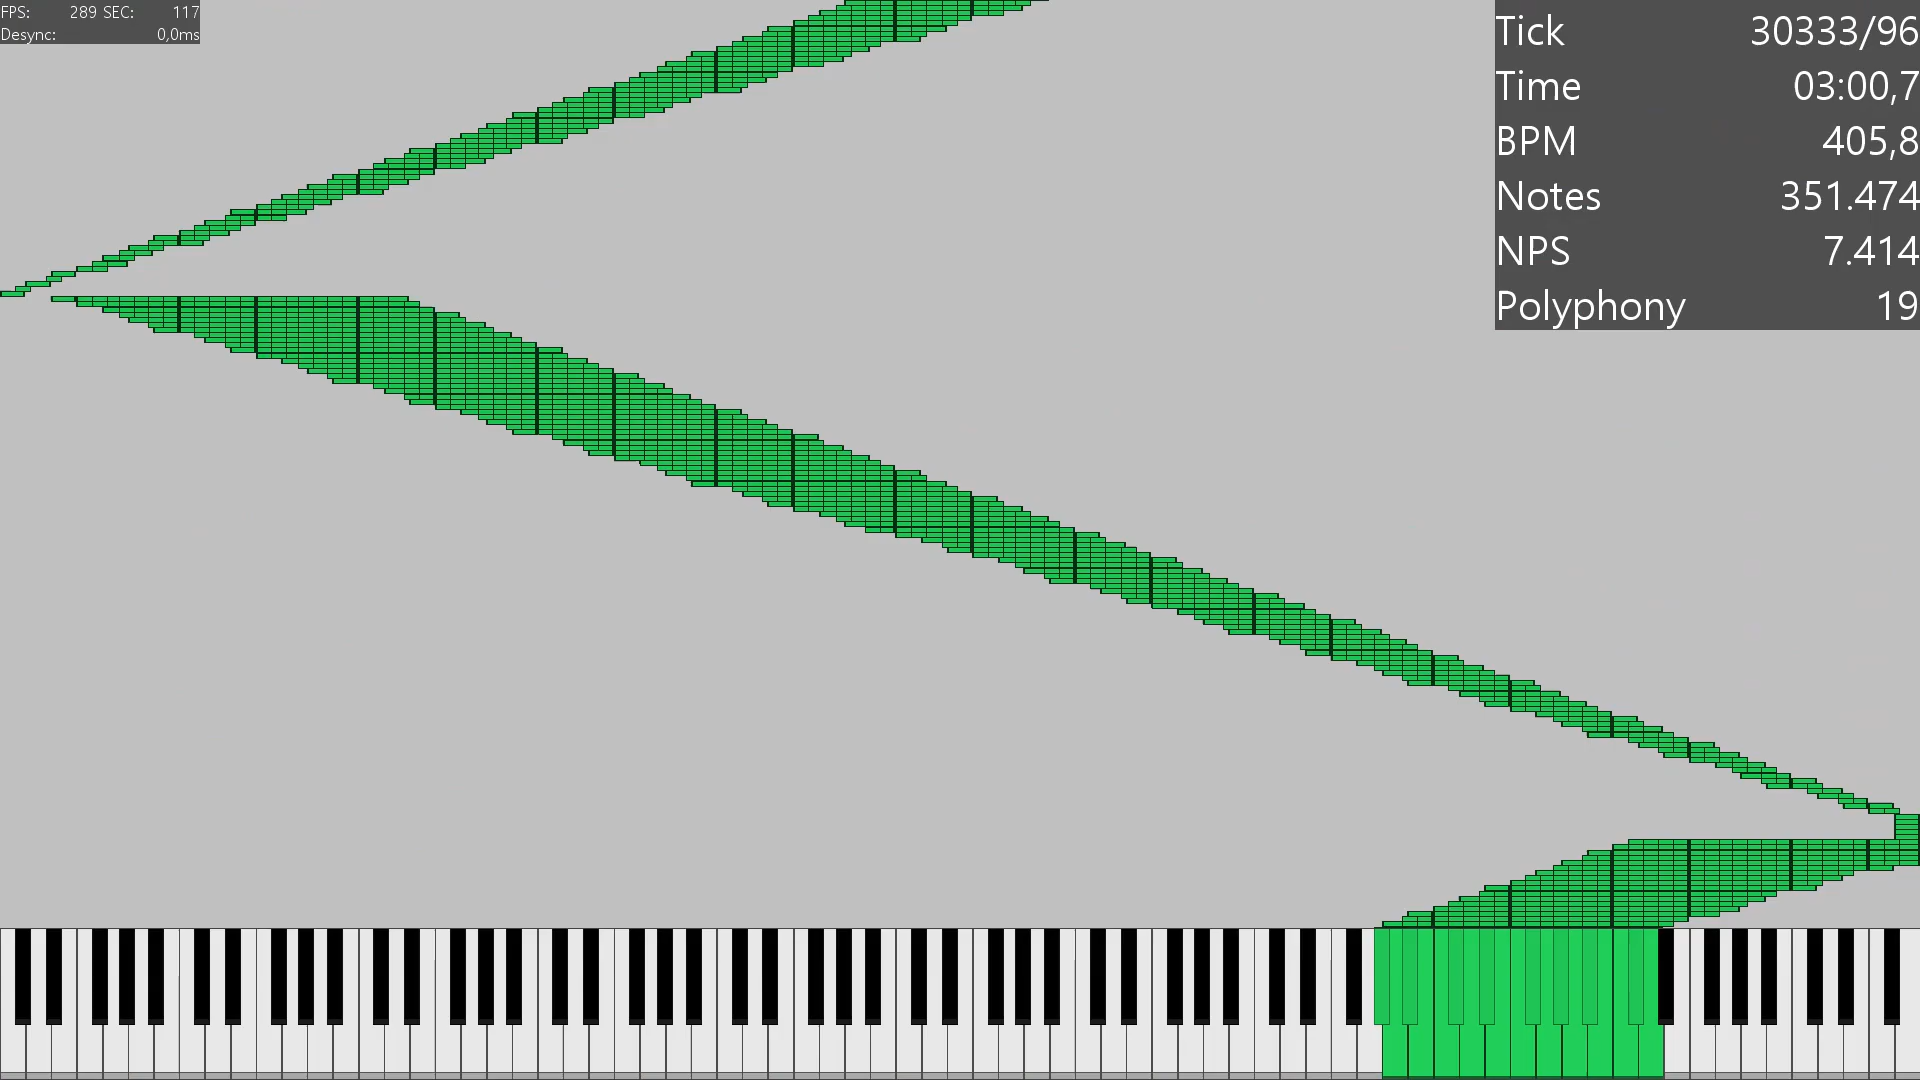 FPS: 289 SEC: 117
Desync: 0,0ms
Tick 30333/96
Time 03:00,7
BPM 405,8
Notes 351.474
NPS 7.414
Polyphony 19